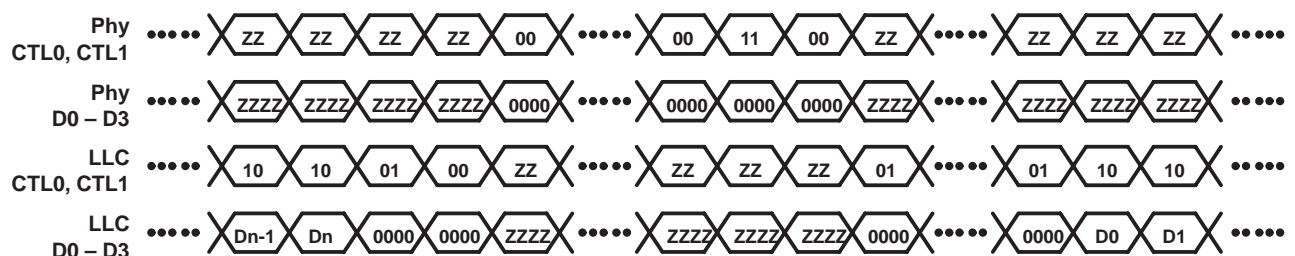 Phy
CTL0, CTL1
ZZ ZZ ZZ ZZ 00 00 11 00 ZZ ZZ ZZ ZZ
Phy
D0 – D3
ZZZZ ZZZZ ZZZZ ZZZZ 0000 0000 0000 0000 ZZZZ ZZZZ ZZZZ ZZZZ
LLC
CTL0, CTL1
10 10 01 00 ZZ ZZ ZZ ZZ 01 01 10 10
LLC
D0 – D3
Dn-1 Dn 0000 0000 ZZZZ ZZZZ ZZZZ ZZZZ 0000 0000 D0 D1